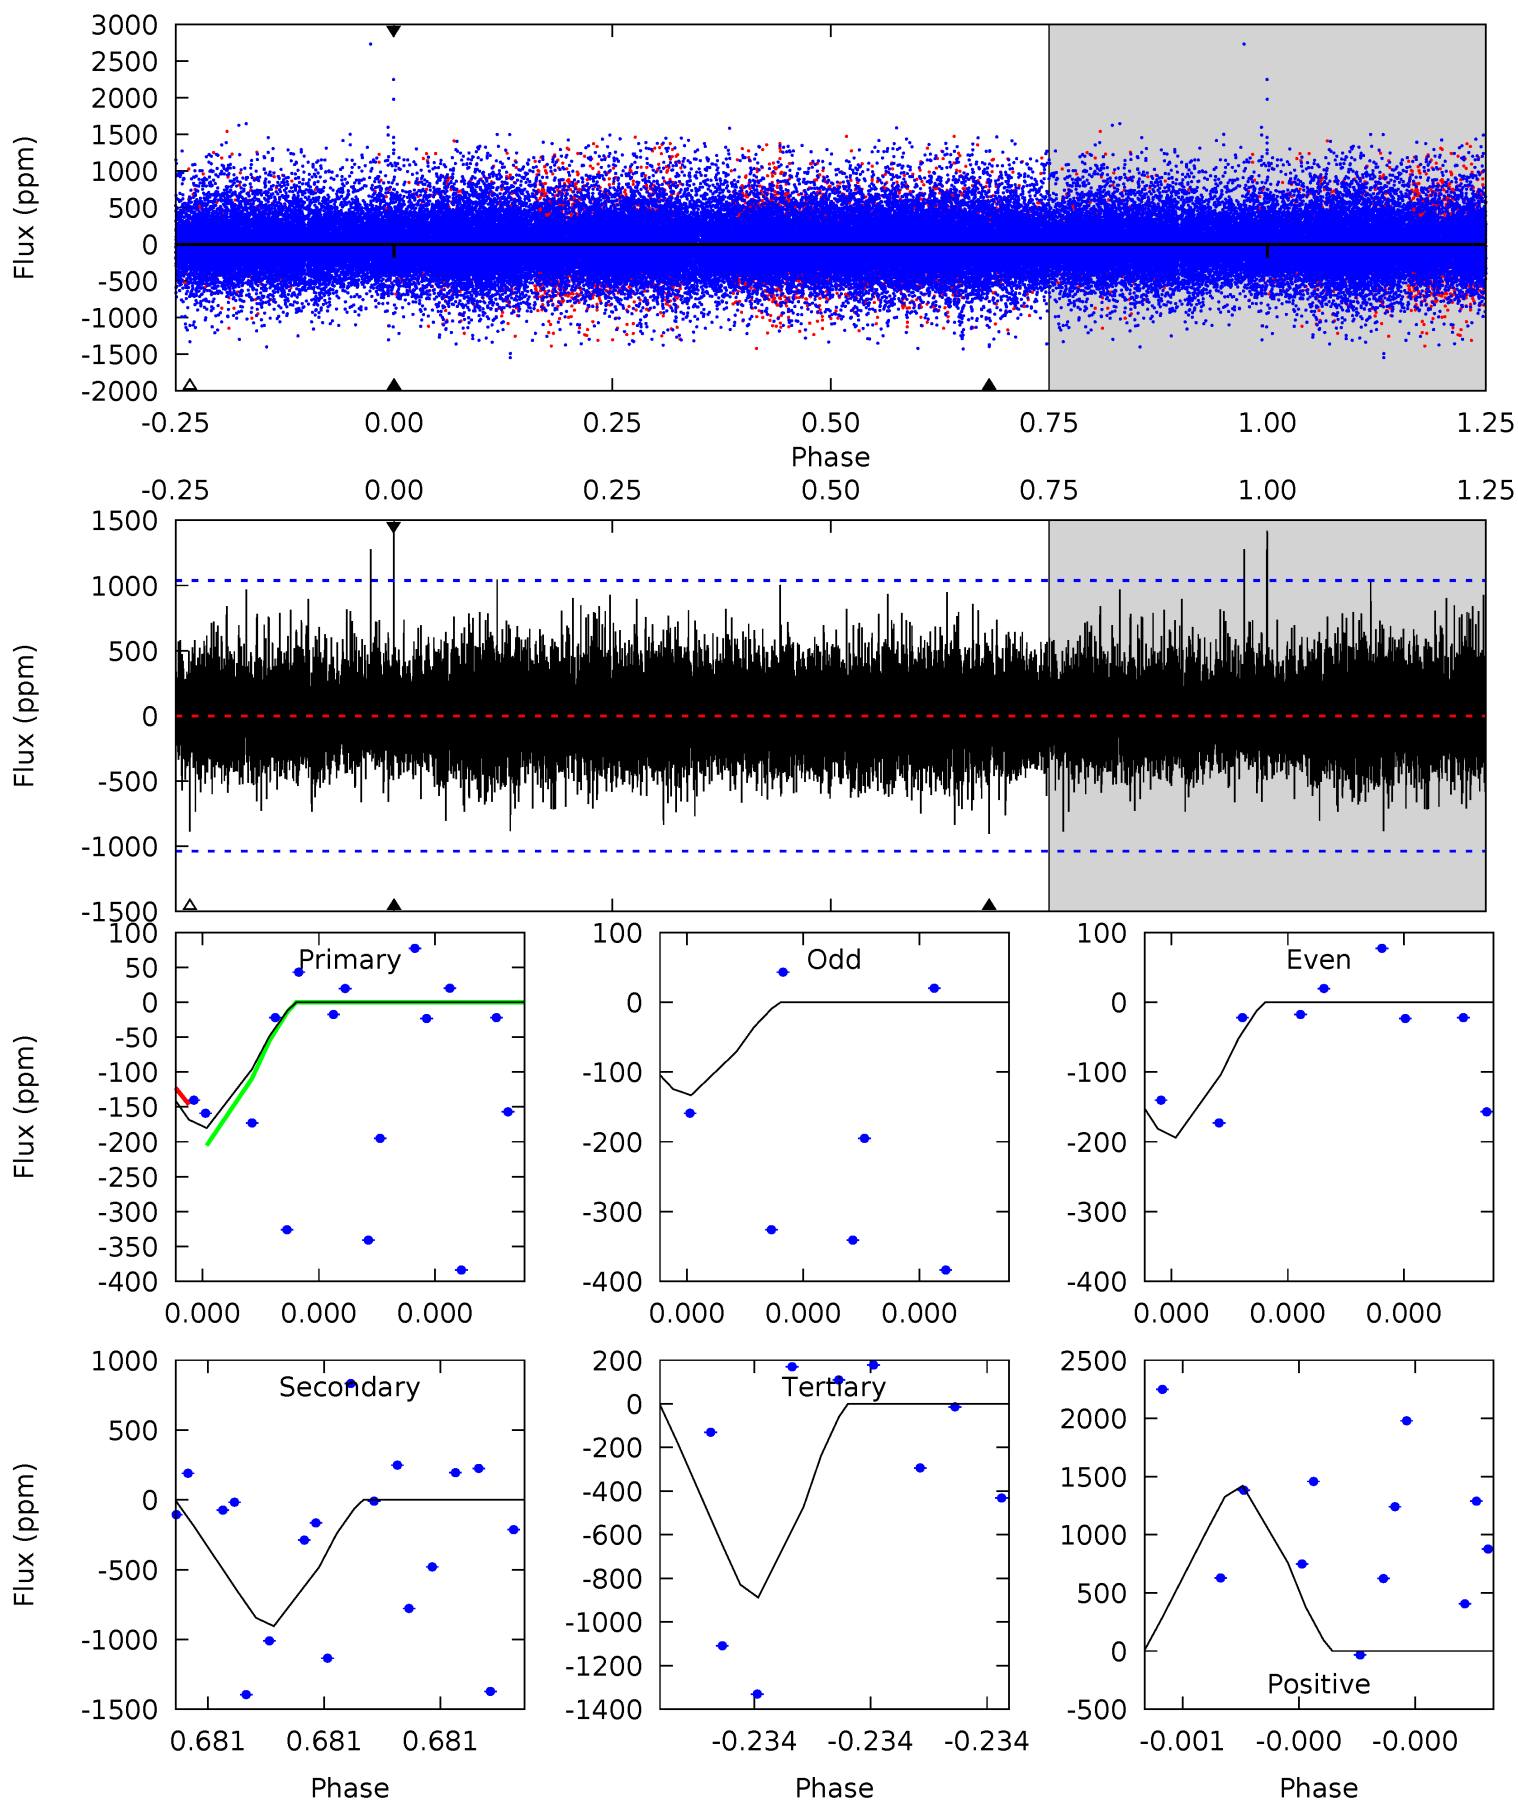 3000
2500
2000
1500
1000
500
0
-500
-1000
-1500
-2000
Flux (ppm)
-0.25 0.00 0.25 0.50 0.75 1.00 1.25
Phase
-0.25 0.00 0.25 0.50 0.75 1.00 1.25
1500
1000
500
0
-500
-1000
-1500
Flux (ppm)
100
50
0
-50
-100
-150
-200
-250
-300
-350
-400
Flux (ppm)
Primary
0.000 0.000 0.000
100
0
-100
-200
-300
-400
Odd
0.000 0.000 0.000
100
0
-100
-200
-300
-400
Even
0.000 0.000 0.000
1000
500
0
-500
-1000
-1500
Flux (ppm)
Secondary
0.681 0.681 0.681
Phase
200
0
-200
-400
-600
-800
-1000
-1200
-1400
Tertiary
-0.234 -0.234 -0.234
Phase
2500
2000
1500
1000
500
0
-500
Positive
-0.001 -0.000 -0.000
Phase